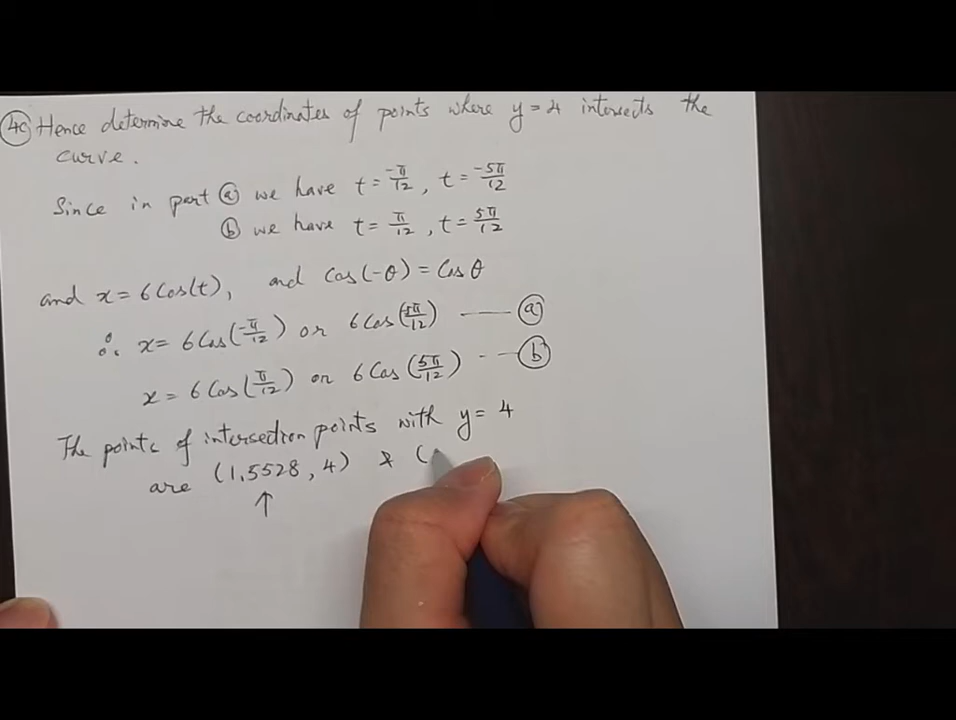 4c Hence determine the coordinates of points where y = 4 intersects the
curve.
Since in part ⓐ we have t = -π/12, t = -5π/12
ⓑ we have t = π/12, t = 5π/12
and x = 6 Cos(t), and Cos(-θ) = Cos θ
∴ x = 6 Cos(-π/12) or 6 Cos(5π/12) —— ⓐ
x = 6 Cos(π/12) or 6 Cos(5π/12) - - — ⓑ
The points of intersection points with y = 4
are (1.5528, 4) & (
↑